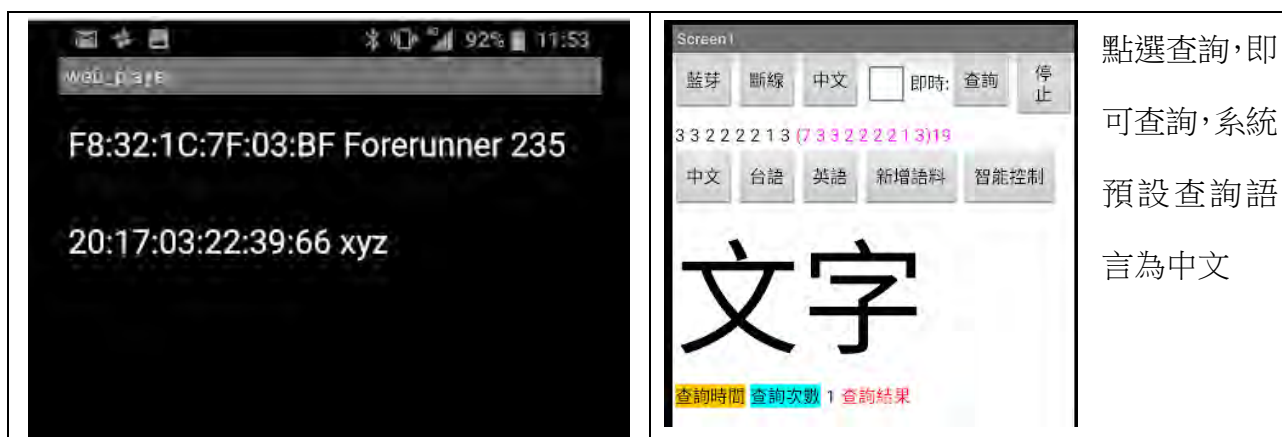 92% 11:53
web_page
F8:32:1C:7F:03:BF Forerunner 235
20:17:03:22:39:66 xyz
Screen1
藍芽 斷線 中文 即時: 查詢 停止
3 3 2 2 2 2 1 3 (7 3 3 2 2 2 2 1 3)19
中文 台語 英語 新增語料 智能控制
文字
查詢時間 查詢次數 1 查詢結果
點選查詢,即
可查詢,系統
預設查詢語
言為中文